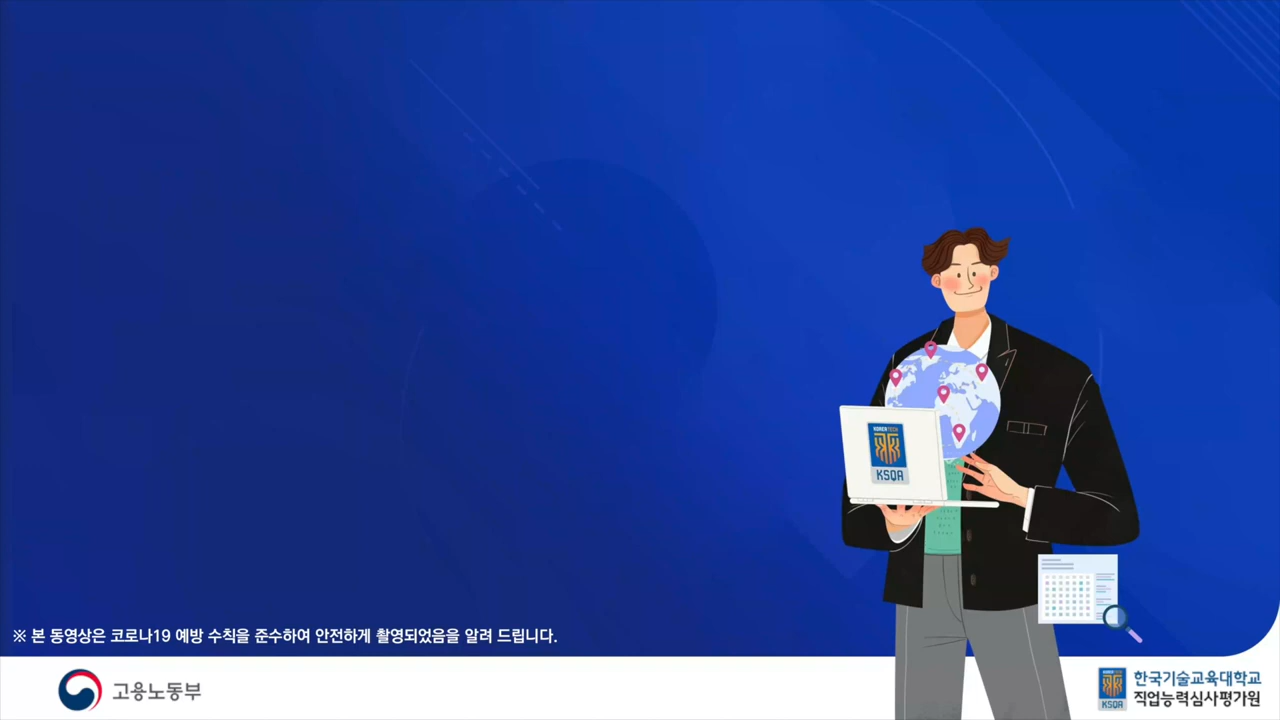 KOREATECH
KSQA
※ 본 동영상은 코로나19 예방 수칙을 준수하여 안전하게 촬영되었음을 알려 드립니다.
고용노동부
KSQA
한국기술교육대학교
직업능력심사평가원